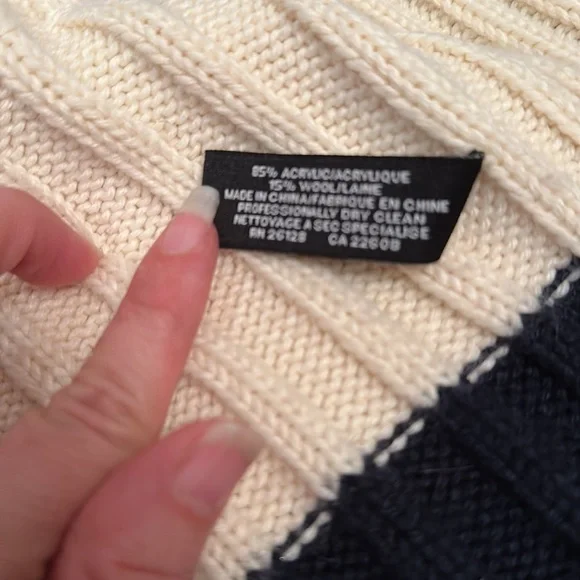 85% ACRYLIC/ACRYLIQUE
15% WOOL/LAINE
MADE IN CHINA/FABRIQUE EN CHINE
PROFESSIONALLY DRY CLEAN
NETTOYAGE A SEC SPECIALISE
RN 26128 CA 22608